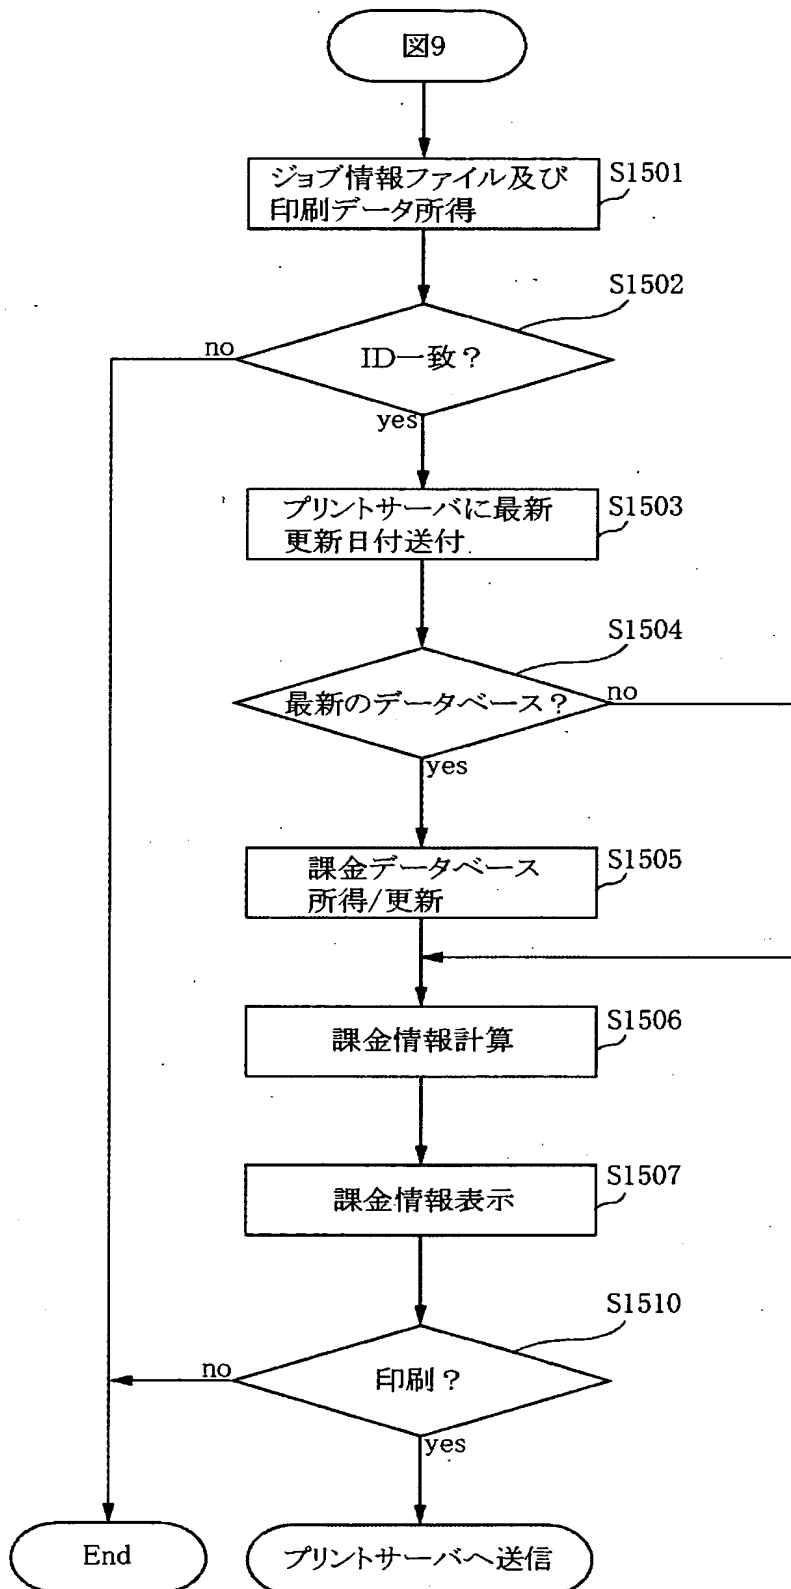 図9
ジョブ情報ファイル及び
印刷データ所得
S1501
S1502
ID一致？
no
yes
プリントサーバに最新
更新日付送付
S1503
S1504
最新のデータベース？
no
yes
課金データベース
所得/更新
S1505
課金情報計算
S1506
課金情報表示
S1507
S1510
印刷？
no
yes
End
プリントサーバへ送信